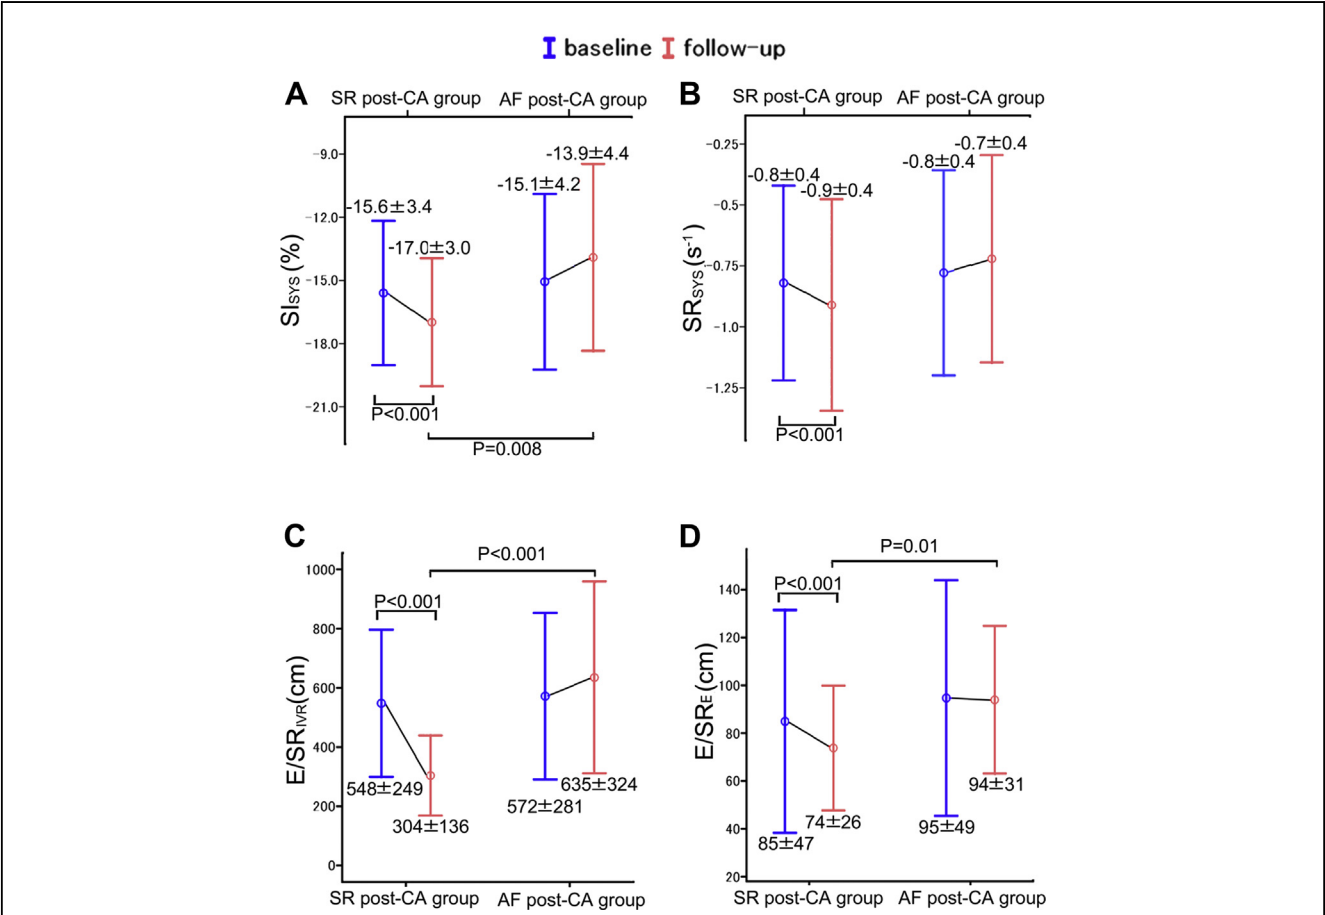 baseline follow-up
A
SR post-CA group AF post-CA group
-9.0
-12.0
-15.0
-18.0
-21.0
SISYS (%)
-15.6±3.4
-17.0±3.0
-15.1±4.2
-13.9±4.4
P<0.001
P=0.008
B
SR post-CA group AF post-CA group
-0.25
-0.5
-0.75
-1.0
-1.25
SRSYS (s-1)
-0.8±0.4
-0.9±0.4
-0.8±0.4
-0.7±0.4
P<0.001
C
1000
800
600
400
200
0
E/SRIVR(cm)
P<0.001
P<0.001
548±249
304±136
572±281
635±324
SR post-CA group AF post-CA group
D
140
120
100
80
60
40
20
E/SRE (cm)
P=0.01
P<0.001
85±47
74±26
95±49
94±31
SR post-CA group AF post-CA group